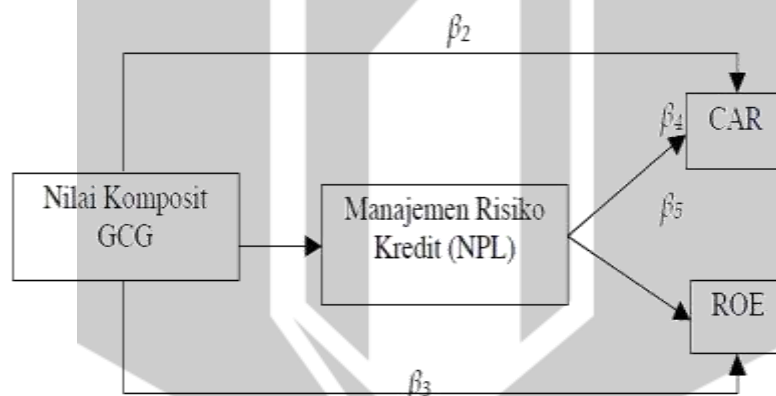 β2
β4
CAR
Nilai Komposit
GCG
Manajemen Risiko
Kredit (NPL)
β5
ROE
β3